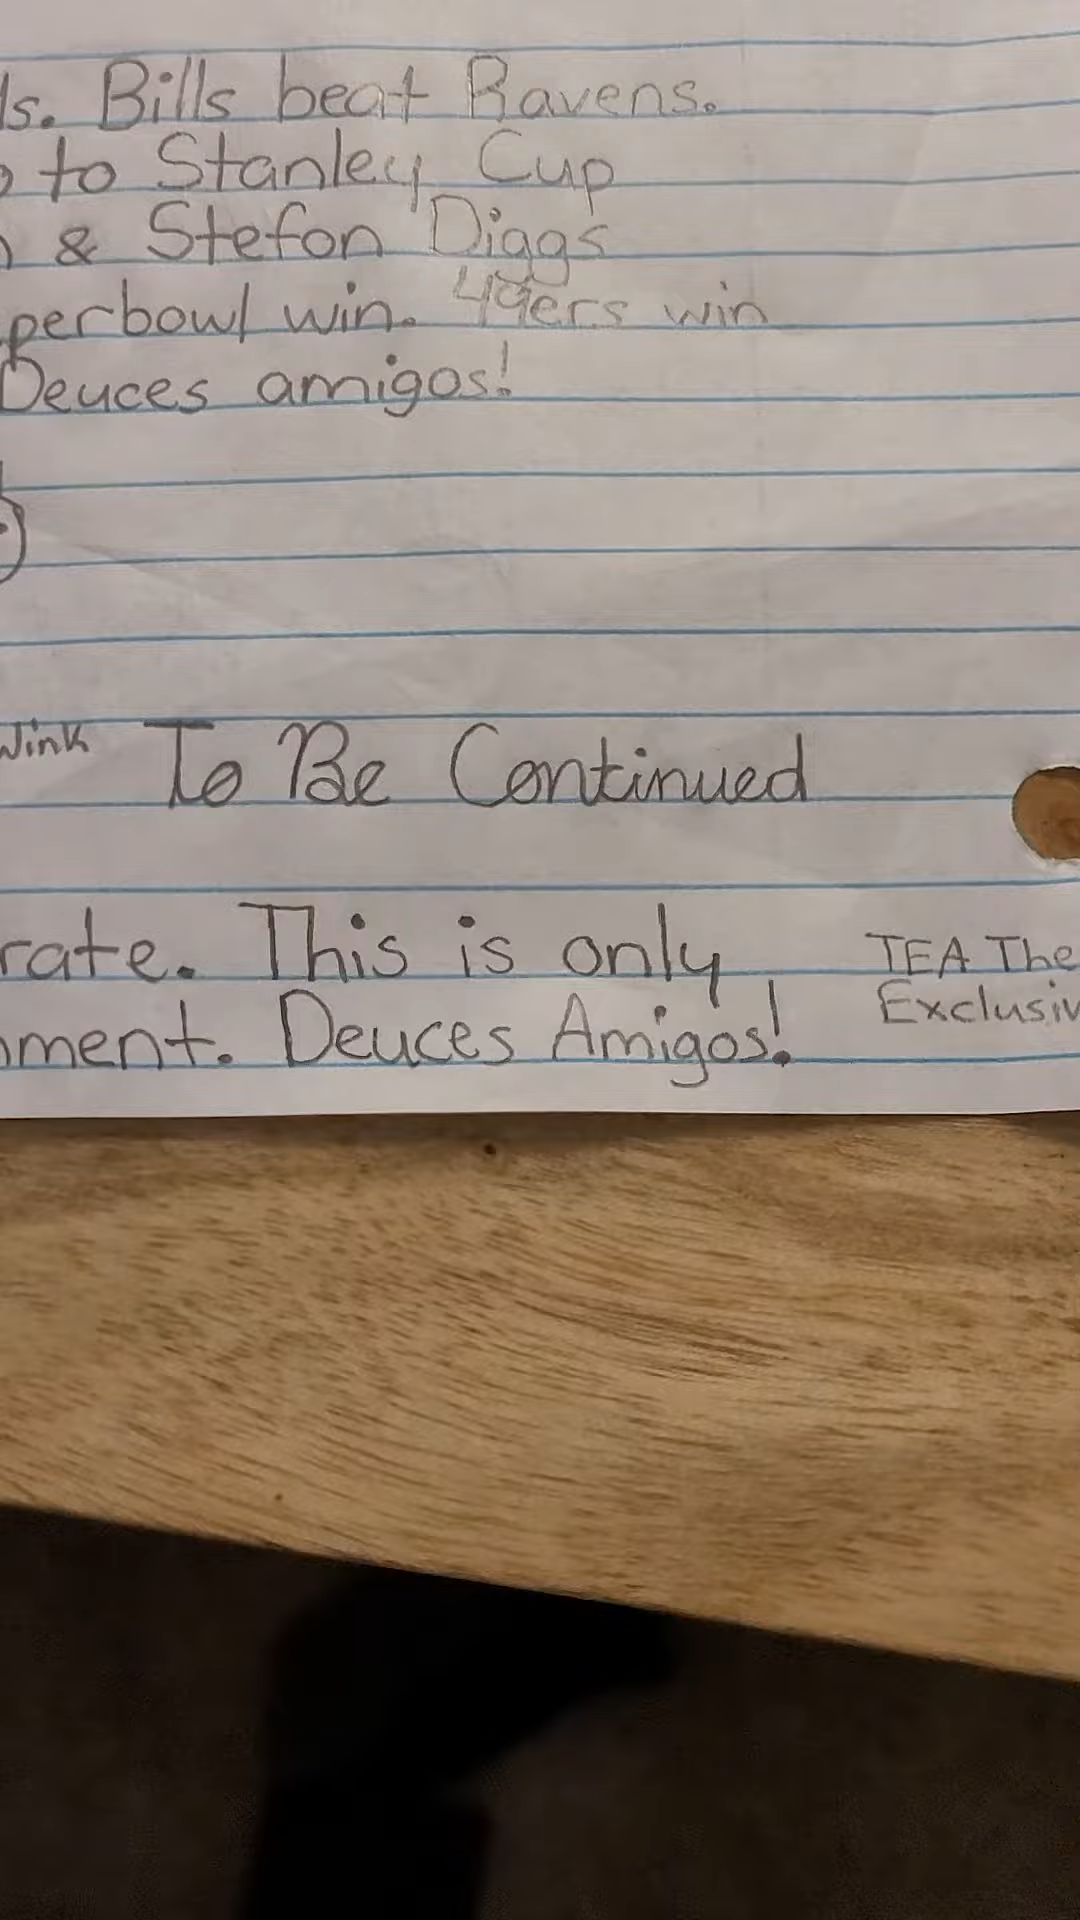 ls. Bills beat Ravens.
to Stanley Cup
& Stefon Diggs
perbowl win. 49ers win
Deuces amigos!
Wink To Be Continued
rate. This is only
ment. Deuces Amigos!
TEA The
Exclusiv